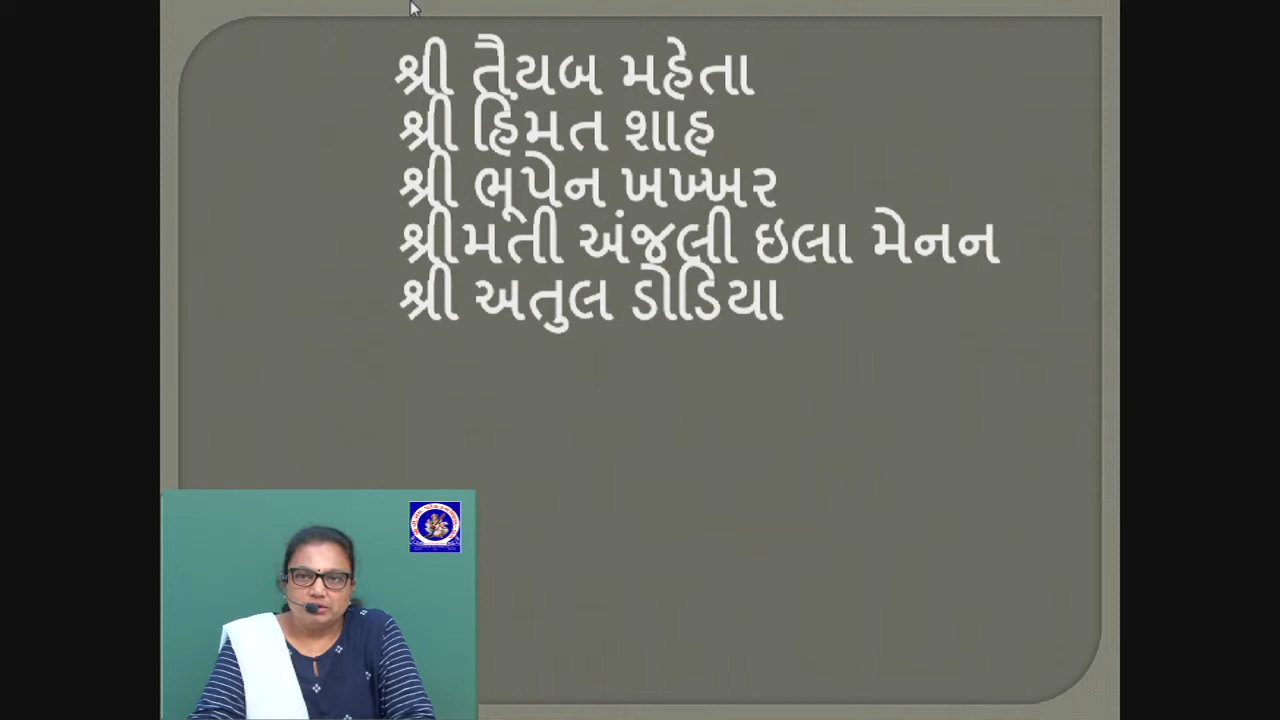 શ્રી તૈયબ મહેતા
શ્રી હિંમત શાહ
શ્રી ભૂપેન ખખ્ખર
શ્રીમતી અંજલી ઇલા મેનન
શ્રી અતુલ ડોડિયા